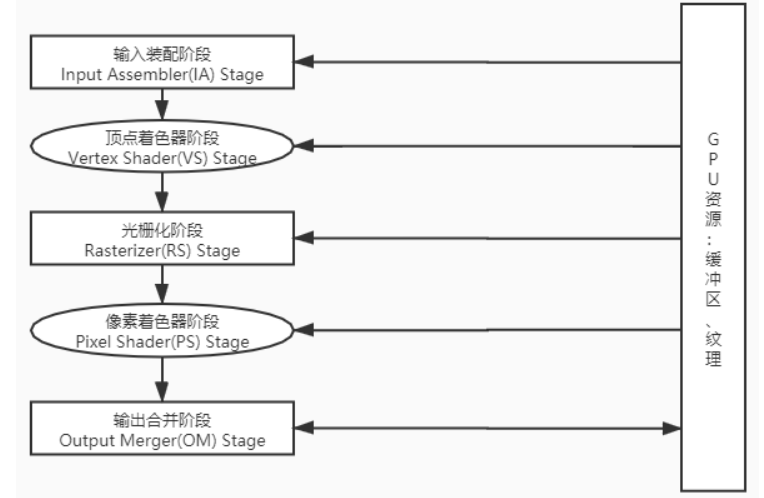 输入装配阶段
Input Assembler(IA) Stage
顶点着色器阶段
Vertex Shader(VS) Stage
光栅化阶段
Rasterizer(RS) Stage
像素着色器阶段
Pixel Shader(PS) Stage
输出合并阶段
Output Merger(OM) Stage
GPU资源：缓冲区、纹理